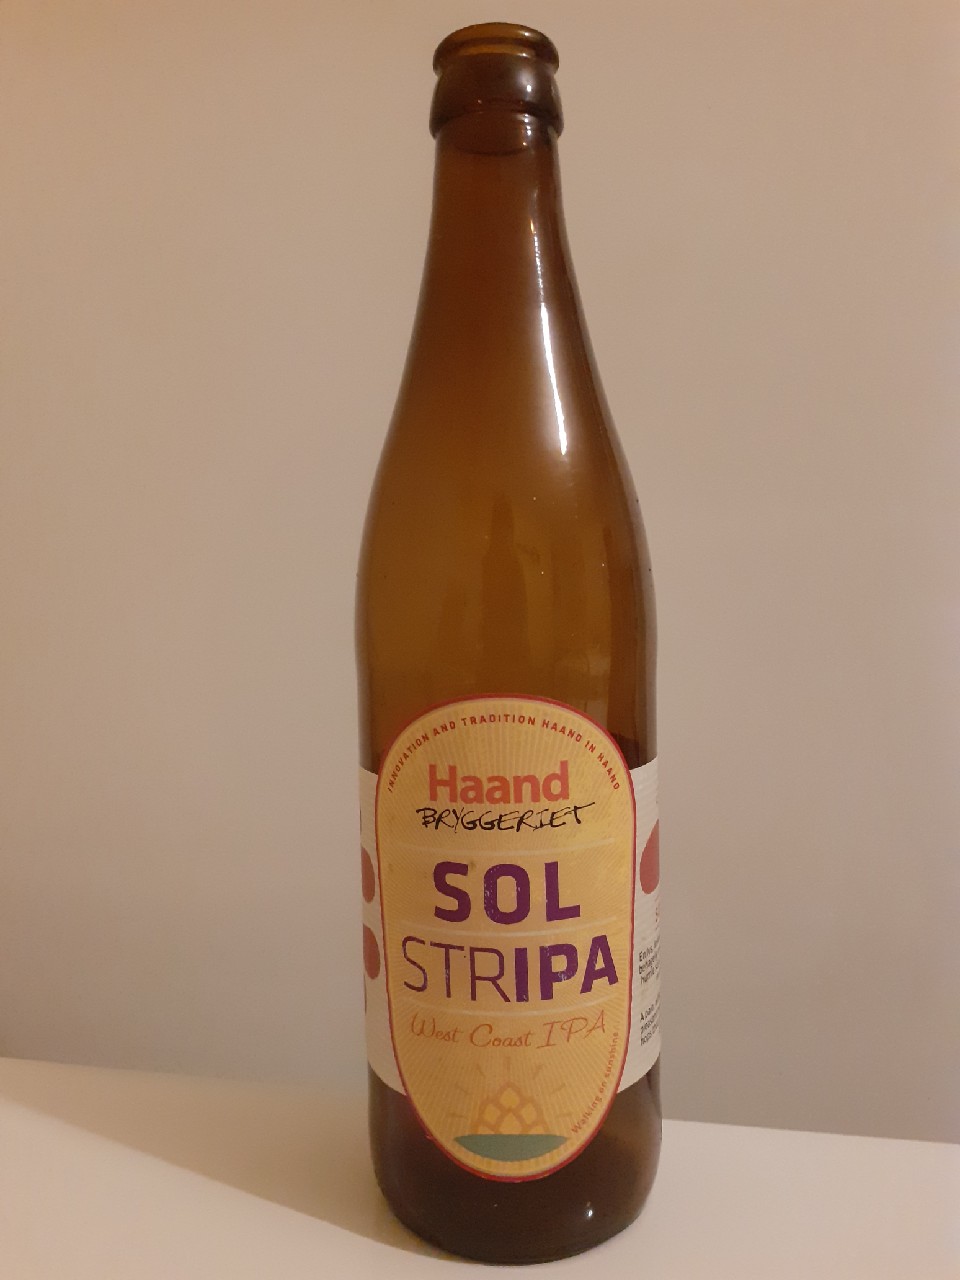 INNOVATION AND TRADITION HAAND IN HAAND
Haand
BRYGGERIET
SOL
STRIPA
West Coast IPA
Walking on sunshine